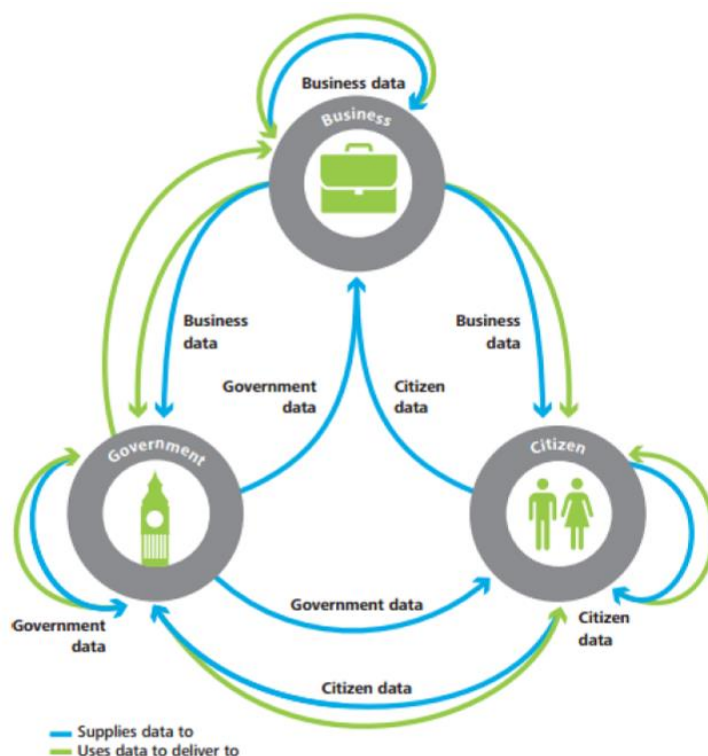 Business data
Business
Business
data
Business
data
Government
data
Citizen
data
Government
Citizen
Government data
Government
data
Citizen
data
Citizen data
Supplies data to
Uses data to deliver to